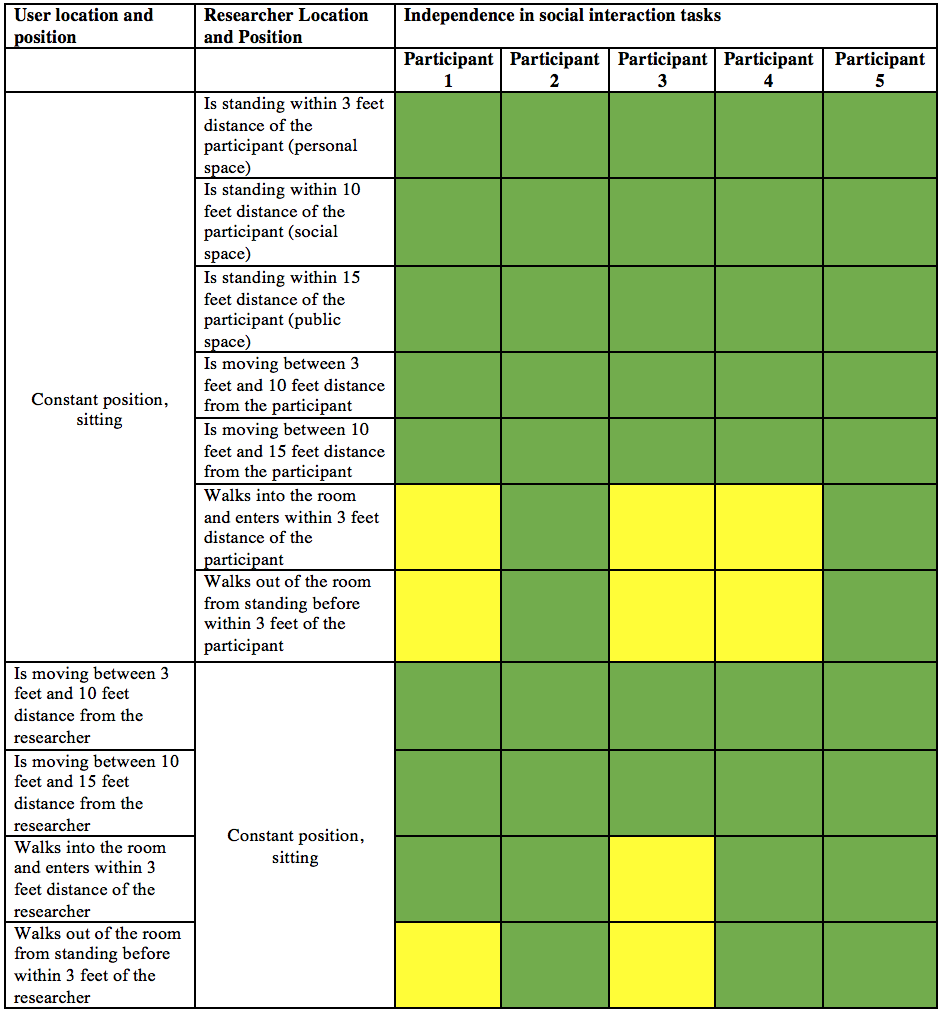 User location and
position
Researcher Location
and Position
Independence in social interaction tasks
Participant
1
Participant
2
Participant
3
Participant
4
Participant
5
Constant position,
sitting
Is standing within 3 feet
distance of the
participant (personal
space)
Is standing within 10
feet distance of the
participant (social
space)
Is standing within 15
feet distance of the
participant (public
space)
Is moving between 3
feet and 10 feet distance
from the participant
Is moving between 10
feet and 15 feet distance
from the participant
Walks into the room
and enters within 3 feet
distance of the
participant
Walks out of the room
from standing before
within 3 feet of the
participant
Is moving between 3
feet and 10 feet
distance from the
researcher
Is moving between 10
feet and 15 feet
distance from the
researcher
Walks into the room
and enters within 3
feet distance of the
researcher
Walks out of the room
from standing before
within 3 feet of the
researcher
Constant position,
sitting